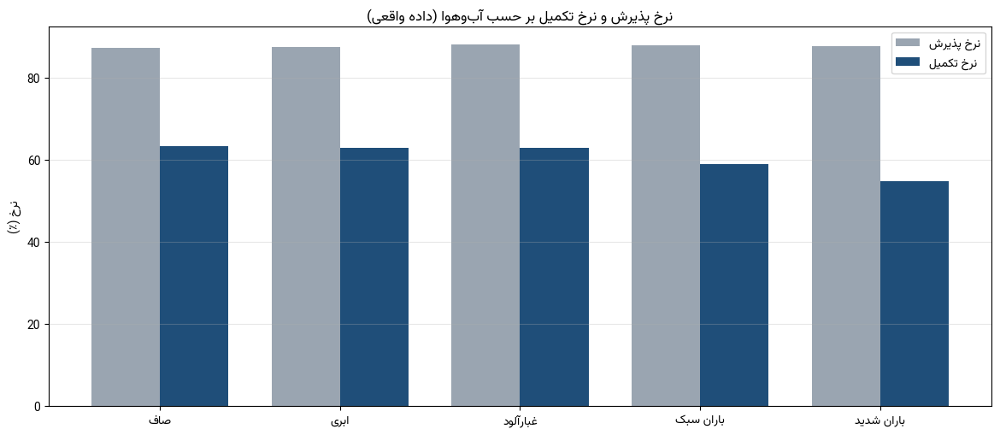 نرخ پذیرش و نرخ تکمیل بر حسب آب‌وهوا (داده واقعی)
نرخ پذیرش
نرخ تکمیل
نرخ (٪)
80
60
40
20
0
صاف
ابری
غبارآلود
باران سبک
باران شدید